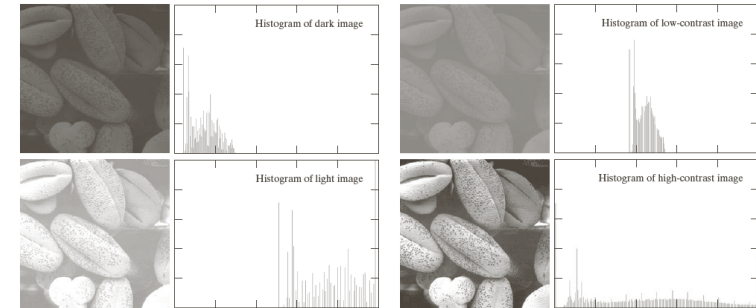 Histogram of dark image
Histogram of low-contrast image
Histogram of light image
Histogram of high-contrast image